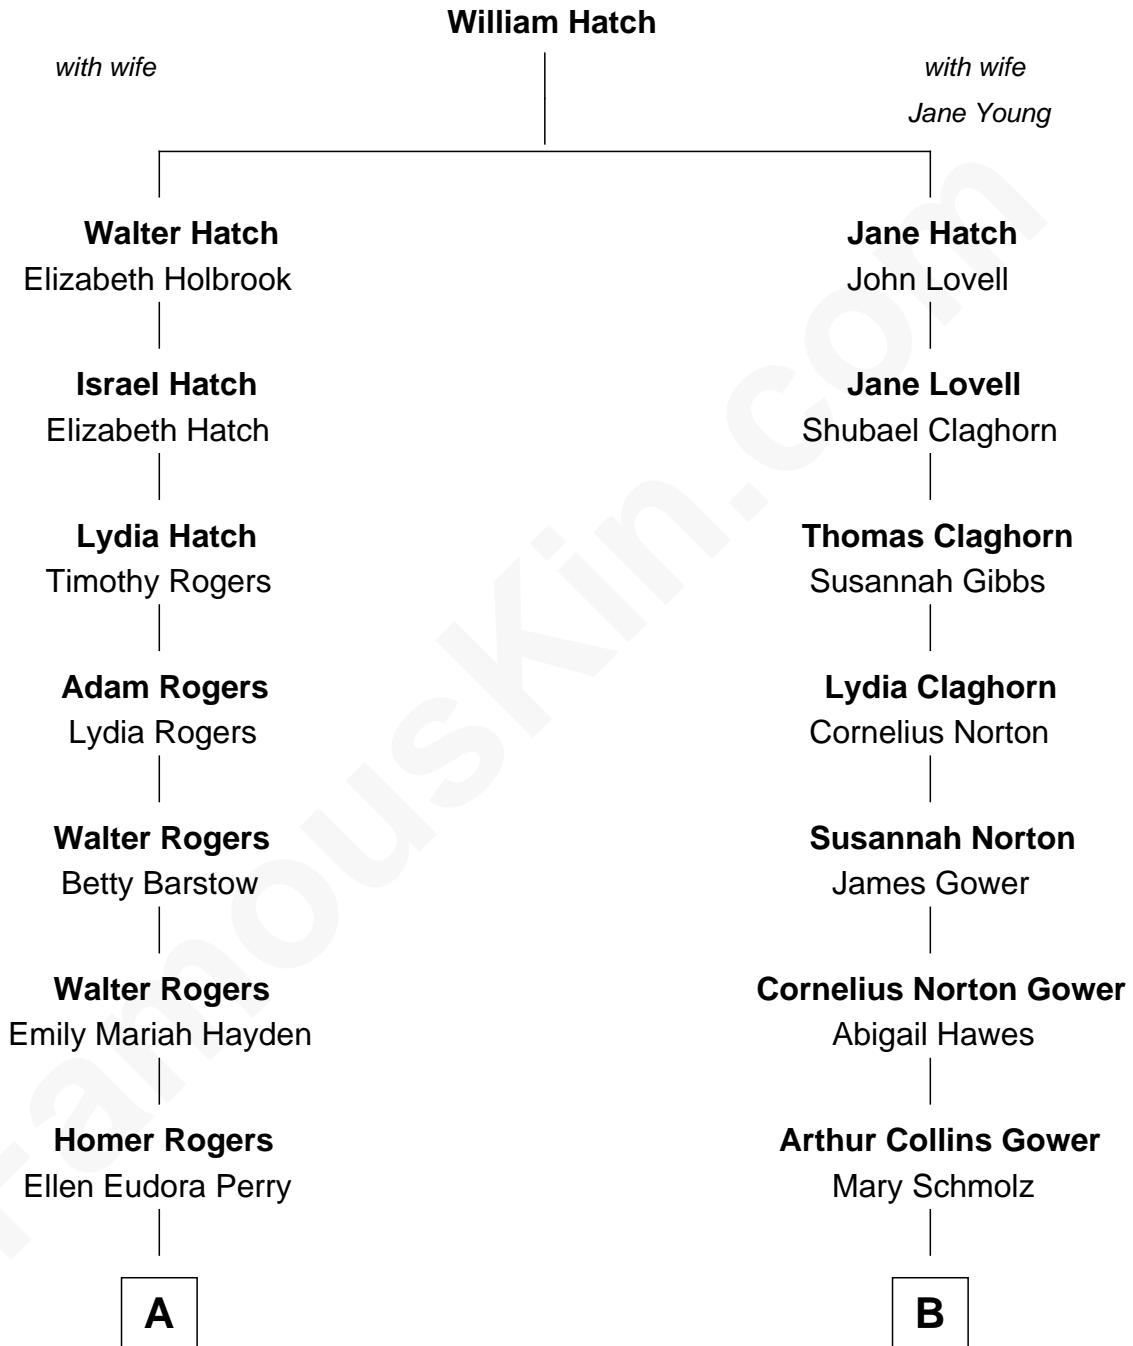 William Hatch
with wife
with wife
Jane Young
Walter Hatch
Elizabeth Holbrook
Jane Hatch
John Lovell
Israel Hatch
Elizabeth Hatch
Jane Lovell
Shubael Claghorn
Lydia Hatch
Timothy Rogers
Thomas Claghorn
Susannah Gibbs
Adam Rogers
Lydia Rogers
Lydia Claghorn
Cornelius Norton
Walter Rogers
Betty Barstow
Susannah Norton
James Gower
Walter Rogers
Emily Mariah Hayden
Cornelius Norton Gower
Abigail Hawes
Homer Rogers
Ellen Eudora Perry
Arthur Collins Gower
Mary Schmolz
A
B
FamousKin.com